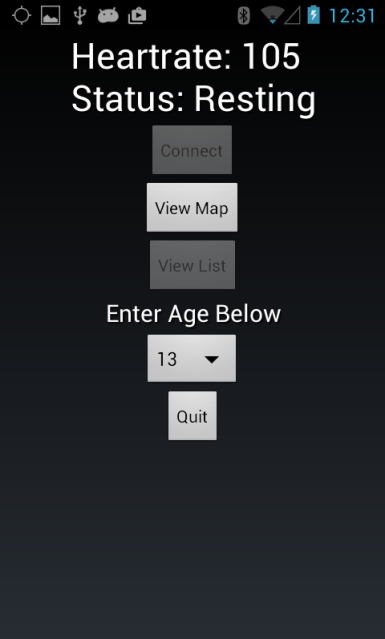 12:31
Heartrate: 105
Status: Resting
Connect
View Map
View List
Enter Age Below
13
Quit